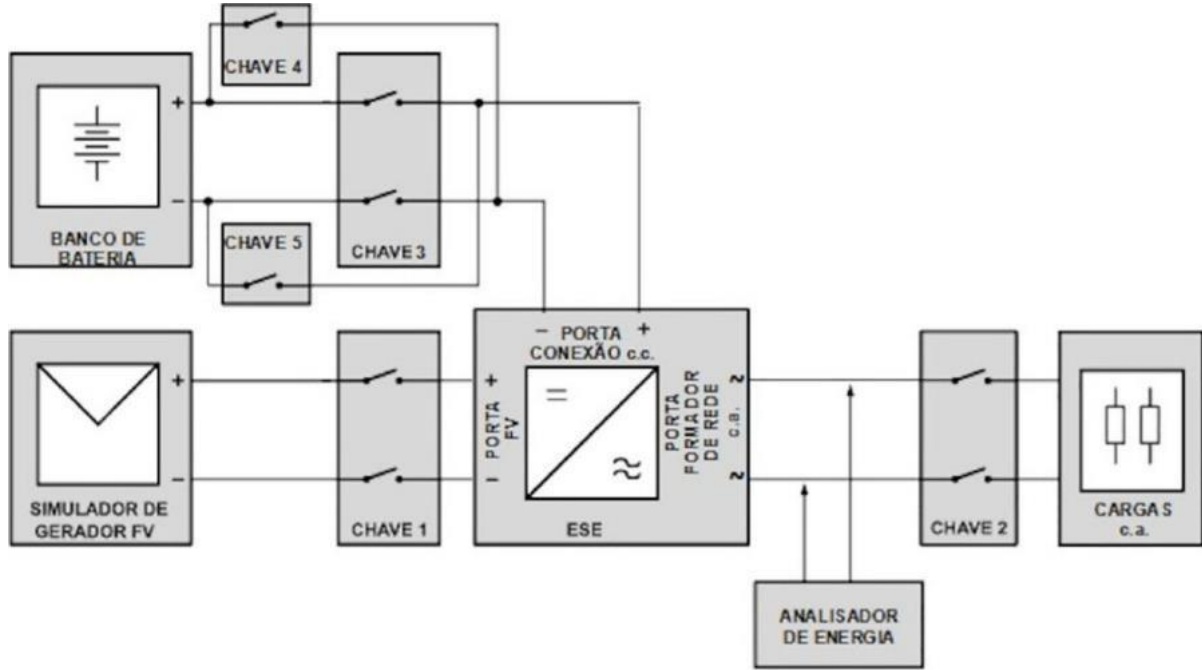 CHAVE 4
+
−
BANCO DE
BATERIA
CHAVE 5
CHAVE 3
− PORTA +
CONEXÃO c.c.
+
−
SIMULADOR DE
GERADOR FV
CHAVE 1
+
PORTA
FV
−
ESE
PORTA
FORMADOR
DE REDE
c.a.
~
~
CHAVE 2
CARGAS
c.a.
ANALISADOR
DE ENERGIA